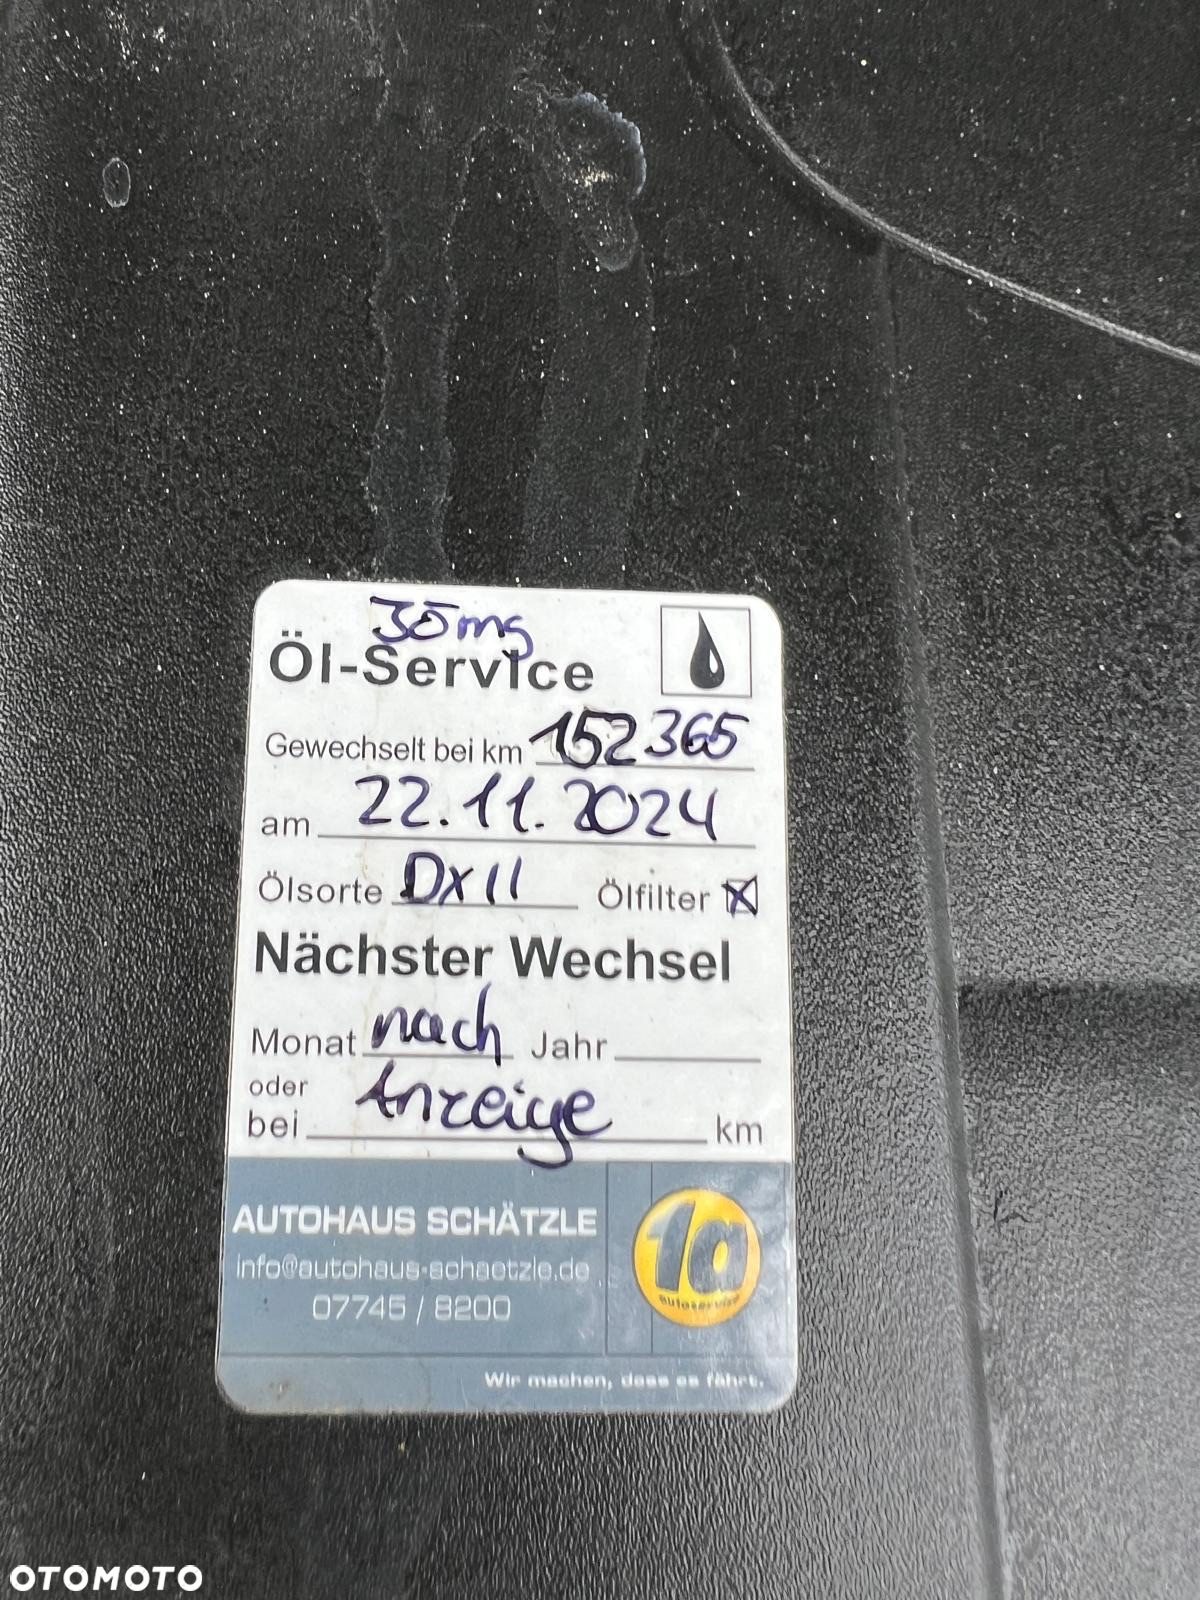 35mg
Öl-Service
Gewechselt bei km 152365
am 22.11.2024
Ölsorte DX11 Ölfilter X
Nächster Wechsel
Monat nach Jahr
oder
bei Anzeige km
AUTOHAUS SCHÄTZLE
info@autohaus-schaetzle.de
07745 / 8200
1a
autoservice
Wir machen, dass es fährt.
OTOMOTO